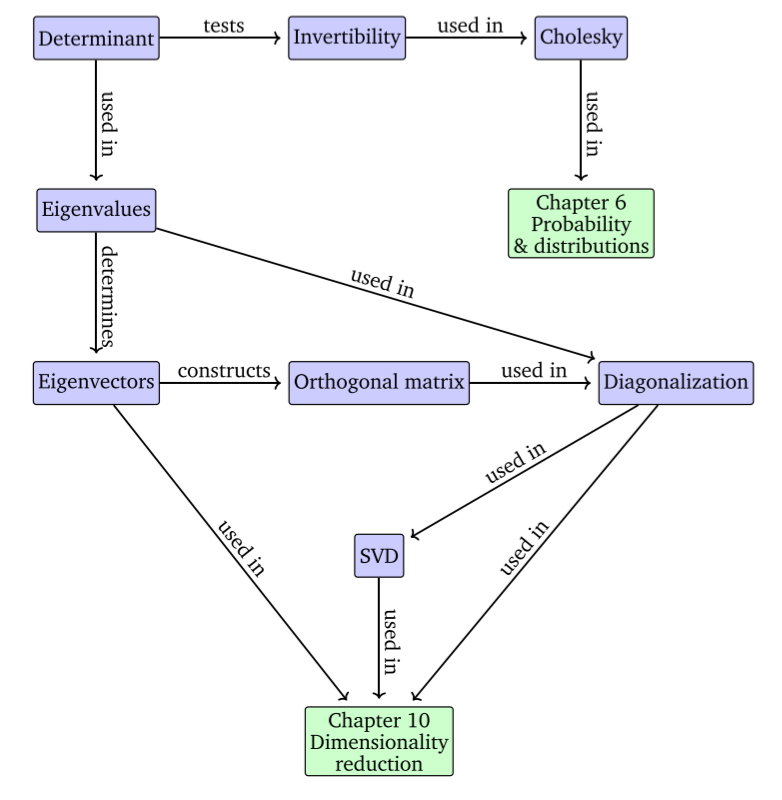 Determinant
tests
Invertibility
used in
Cholesky
used in
used in
Eigenvalues
Chapter 6
Probability
& distributions
determines
used in
Eigenvectors
constructs
Orthogonal matrix
used in
Diagonalization
used in
used in
used in
SVD
used in
Chapter 10
Dimensionality
reduction